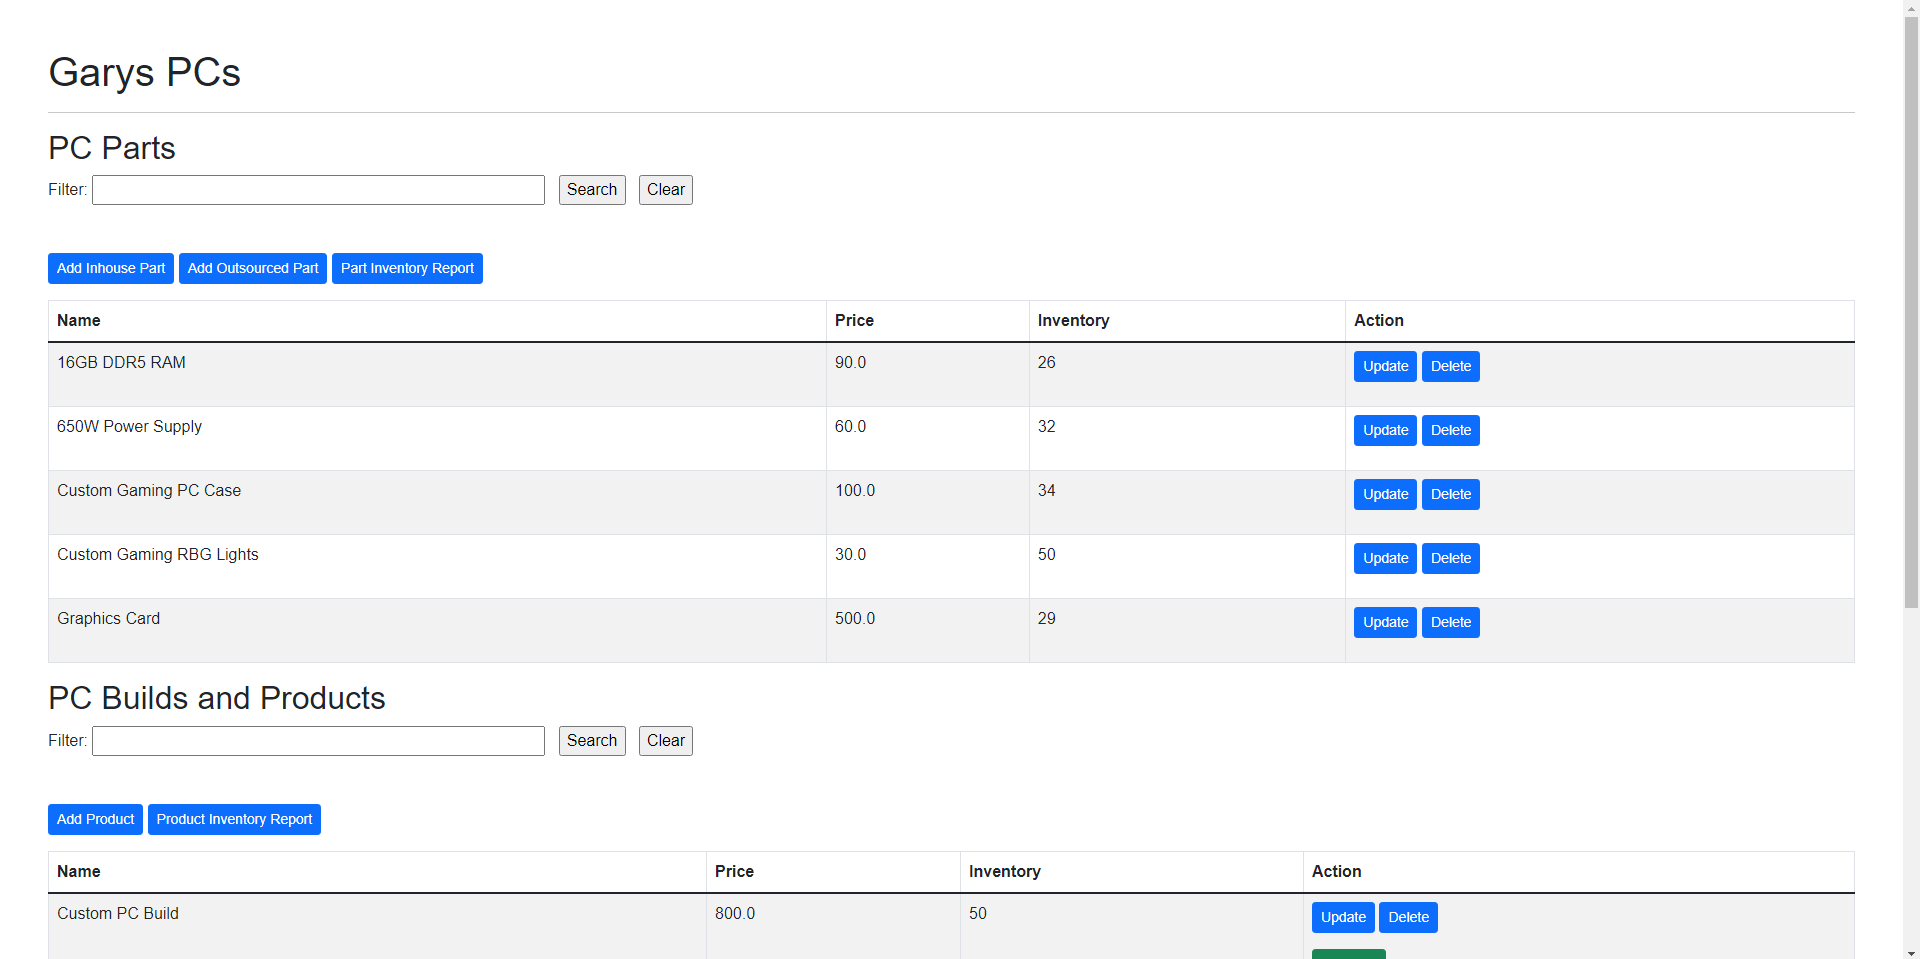 Garys PCs
PC Parts
Filter: Search Clear
Add Inhouse Part Add Outsourced Part Part Inventory Report
Name Price Inventory Action
16GB DDR5 RAM 90.0 26 Update Delete
650W Power Supply 60.0 32 Update Delete
Custom Gaming PC Case 100.0 34 Update Delete
Custom Gaming RBG Lights 30.0 50 Update Delete
Graphics Card 500.0 29 Update Delete
PC Builds and Products
Filter: Search Clear
Add Product Product Inventory Report
Name Price Inventory Action
Custom PC Build 800.0 50 Update Delete